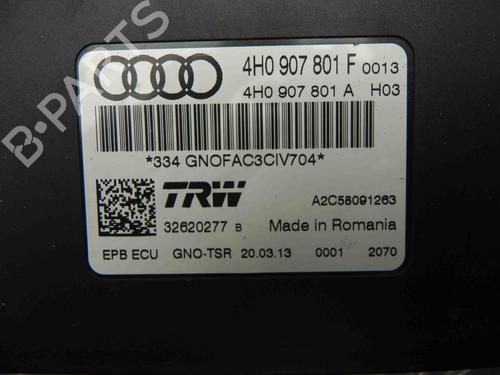 4H0 907 801 F 0013
4H0 907 801 A H03
*334 GNOFAC3CIV704*
TRW
A2C58091263
32620277 B Made in Romania
EPB ECU GNO-TSR 20.03.13 0001 2070
B-PARTS